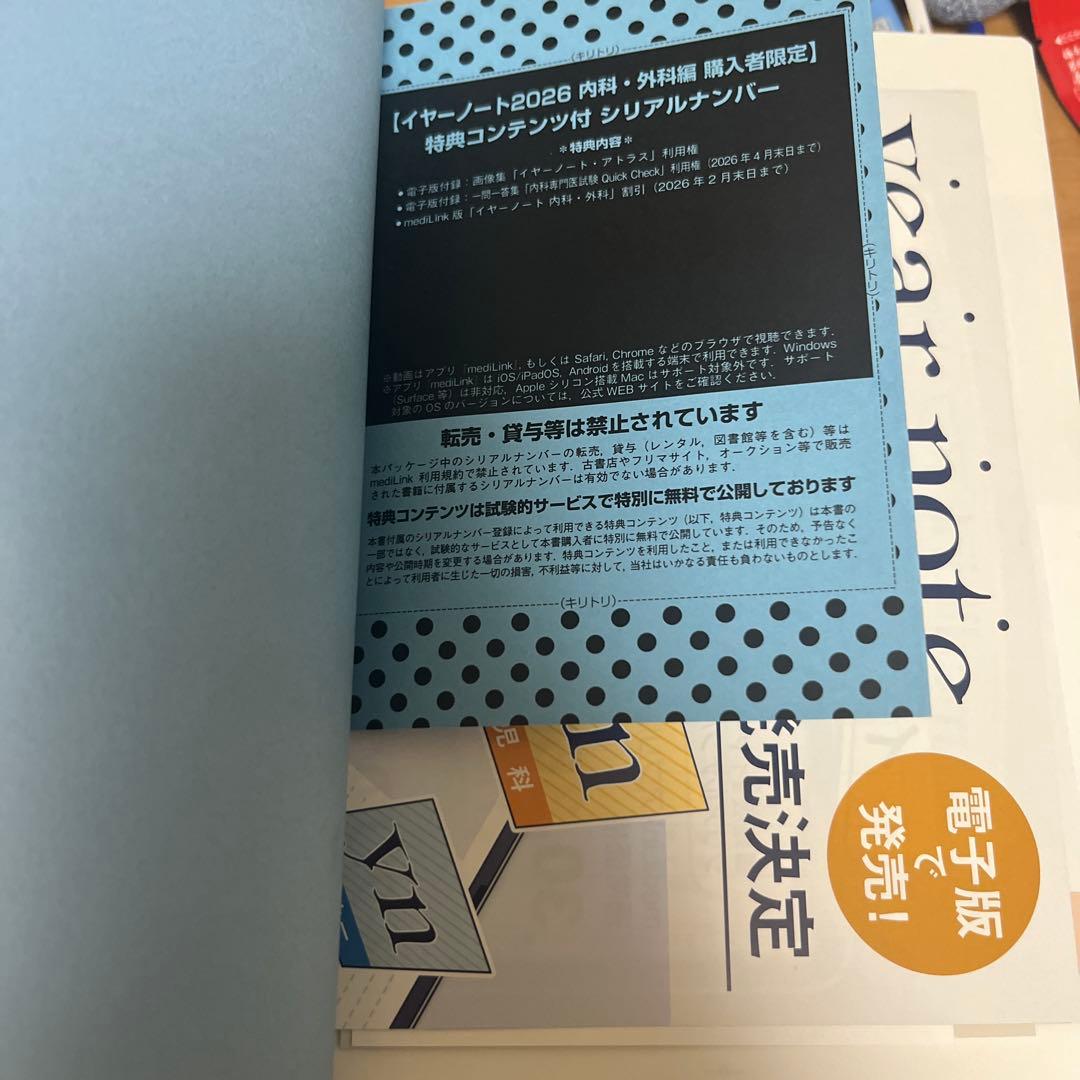 (キリトリ)
【イヤーノート2026 内科・外科編 購入者限定】
特典コンテンツ付 シリアルナンバー
＊特典内容＊
●電子版付録：画像集「イヤーノート・アトラス」利用権
●電子版付録：一問一答集「内科専門医試験 Quick Check」利用権（2026年4月末日まで）
●mediLink版「イヤーノート 内科・外科」割引（2026年2月末日まで）
(キリトリ)
※動画はアプリ「mediLink」, もしくは Safari, Chrome などのブラウザで視聴できます.
※アプリ「mediLink」は iOS/iPadOS, Android を搭載する端末で利用できます. Windows
（Surface 等）は非対応, Apple シリコン搭載 Mac はサポート対象外です. サポート
対象の OS のバージョンについては, 公式 WEB サイトをご確認ください.
転売・貸与等は禁止されています
本パッケージ中のシリアルナンバーの転売, 貸与（レンタル, 図書館等を含む）等は
mediLink 利用規約で禁止されています. 古書店やフリマサイト, オークション等で販売
された書籍に付属するシリアルナンバーは有効でない場合があります.
特典コンテンツは試験的サービスで特別に無料で公開しております
本書付属のシリアルナンバー登録によって利用できる特典コンテンツ（以下, 特典コンテンツ）は本書の
一部ではなく, 試験的なサービスとして本書購入者に特別に無料で公開しています. そのため, 予告なく
内容や公開時期を変更する場合があります. 特典コンテンツを利用したこと, または利用できなかったこ
とによって利用者に生じた一切の損害, 不利益等に対して, 当社はいかなる責任も負わないものとします.
(キリトリ)
year note
売決定
電子版
で
発売!
yn
児科
yn